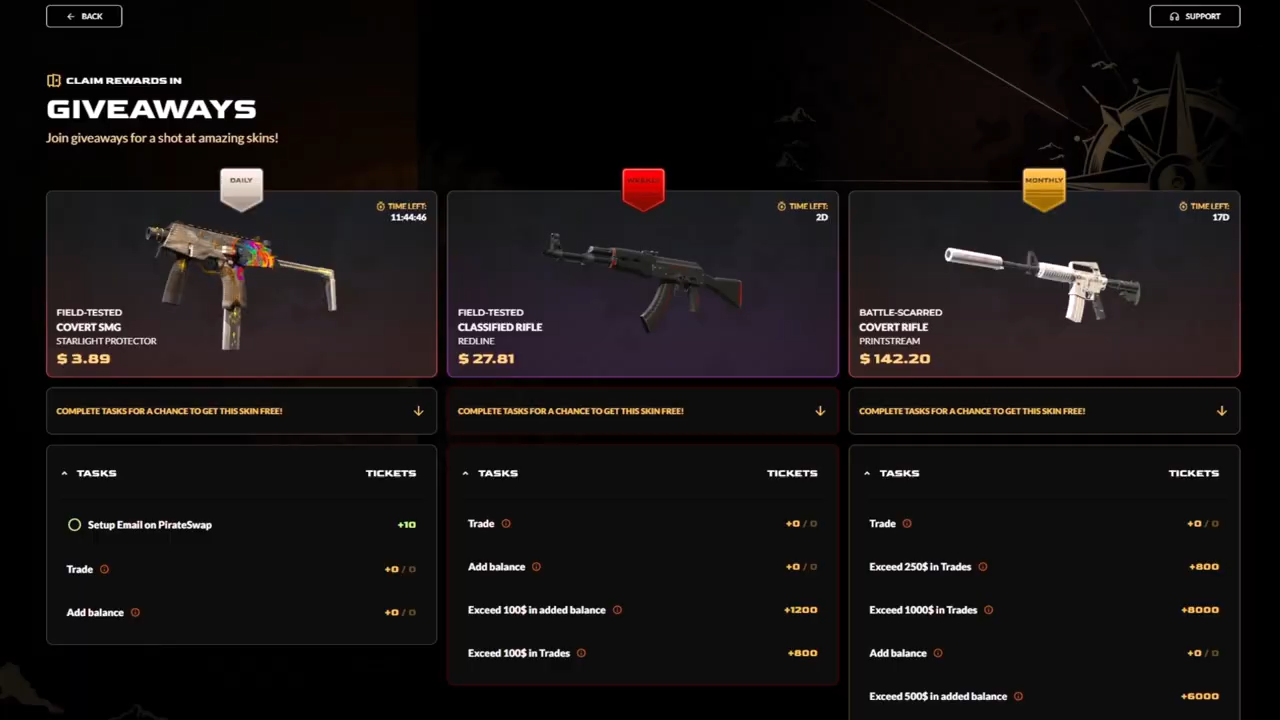 BACK
SUPPORT
CLAIM REWARDS IN
GIVEAWAYS
Join giveaways for a shot at amazing skins!
DAILY
TIME LEFT:
11:44:46
FIELD-TESTED
COVERT SMG
STARLIGHT PROTECTOR
$ 3.89
COMPLETE TASKS FOR A CHANCE TO GET THIS SKIN FREE!
TASKS TICKETS
Setup Email on PirateSwap +10
Trade +0 / 0
Add balance +0 / 0
WEEKLY
TIME LEFT:
2D
FIELD-TESTED
CLASSIFIED RIFLE
REDLINE
$ 27.81
COMPLETE TASKS FOR A CHANCE TO GET THIS SKIN FREE!
TASKS TICKETS
Trade +0 / 0
Add balance +0 / 0
Exceed 100$ in added balance +1200
Exceed 100$ in Trades +800
MONTHLY
TIME LEFT:
17D
BATTLE-SCARRED
COVERT RIFLE
PRINTSTREAM
$ 142.20
COMPLETE TASKS FOR A CHANCE TO GET THIS SKIN FREE!
TASKS TICKETS
Trade +0 / 0
Exceed 250$ in Trades +800
Exceed 1000$ in Trades +8000
Add balance +0 / 0
Exceed 500$ in added balance +6000